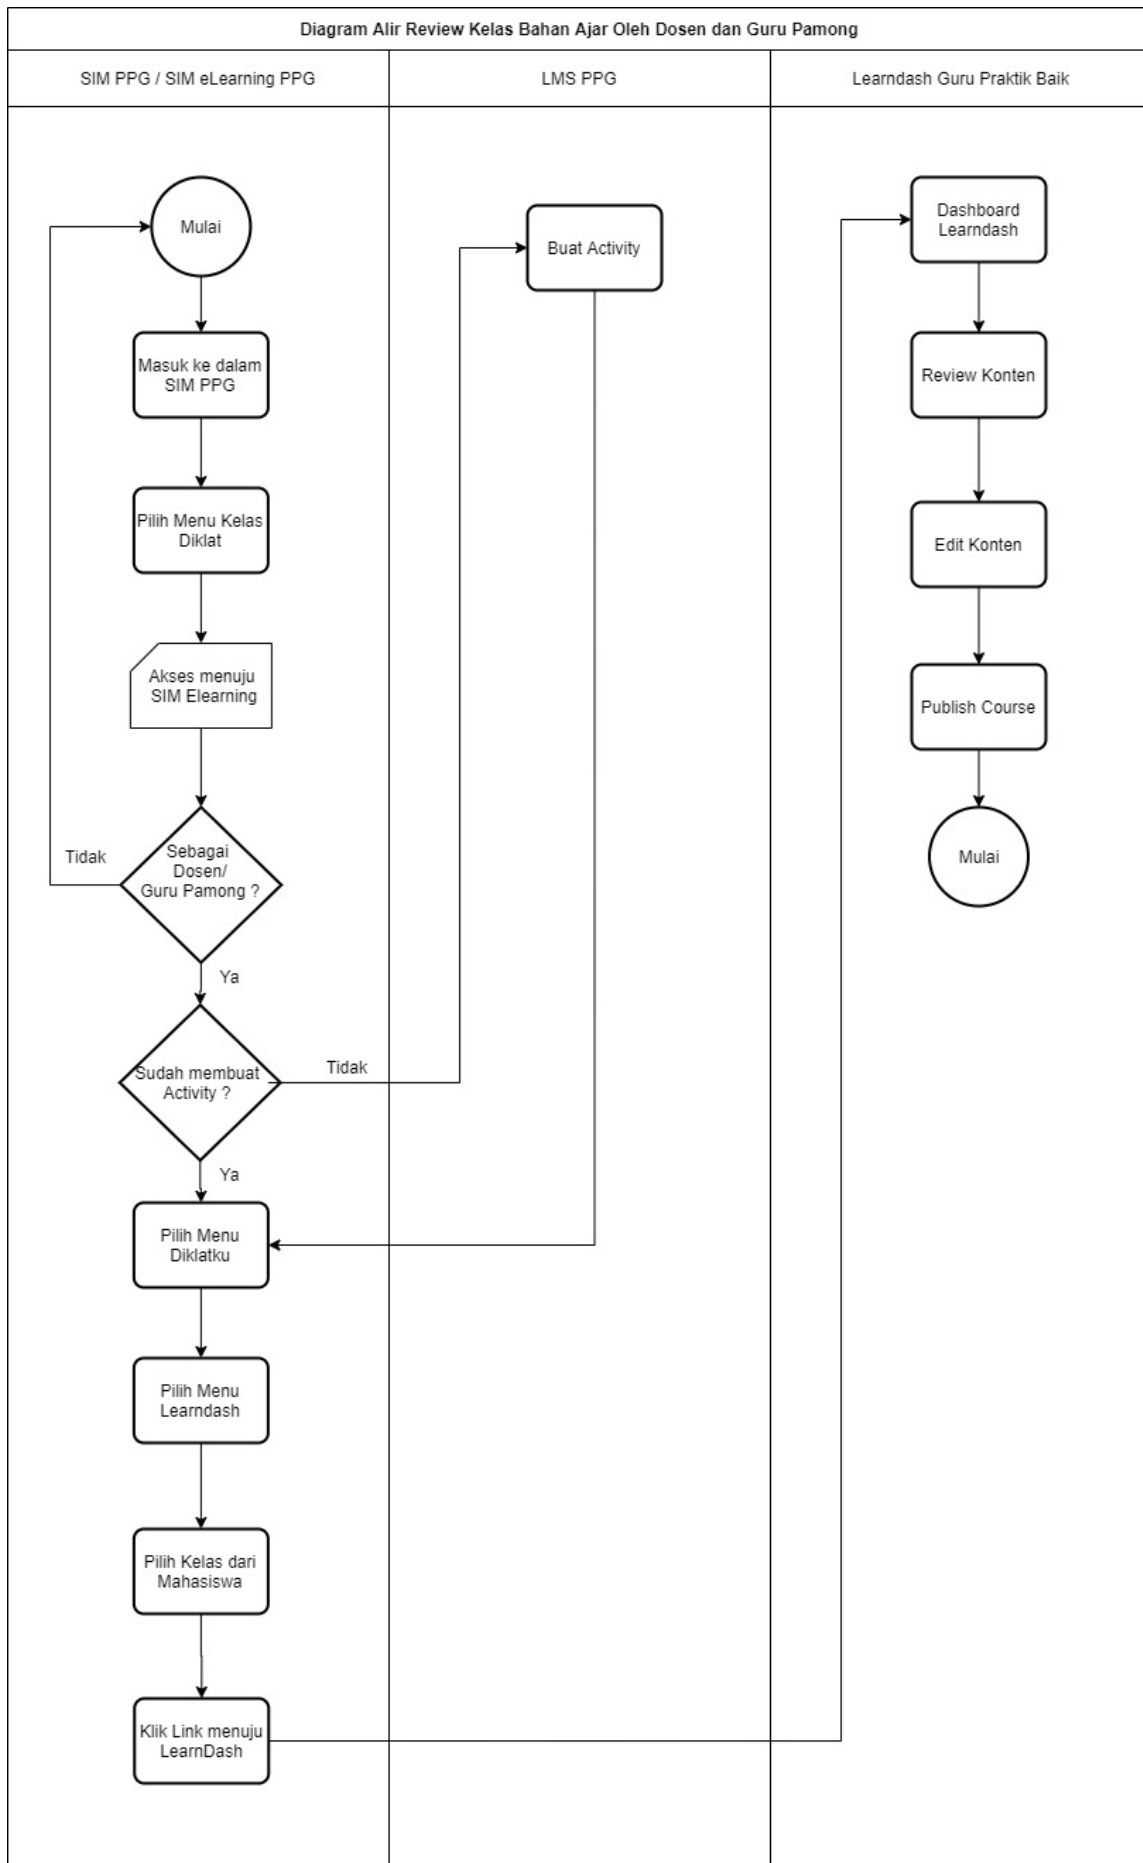 Diagram Alir Review Kelas Bahan Ajar Oleh Dosen dan Guru Pamong
SIM PPG / SIM eLearning PPG
LMS PPG
Learndash Guru Praktik Baik
Mulai
Masuk ke dalam
SIM PPG
Pilih Menu Kelas
Diklat
Akses menuju
SIM Elearning
Sebagai
Dosen/
Guru Pamong ?
Tidak
Ya
Sudah membuat
Activity ?
Tidak
Ya
Pilih Menu
Diklatku
Pilih Menu
Learndash
Pilih Kelas dari
Mahasiswa
Klik Link menuju
LearnDash
Buat Activity
Dashboard
Learndash
Review Konten
Edit Konten
Publish Course
Mulai